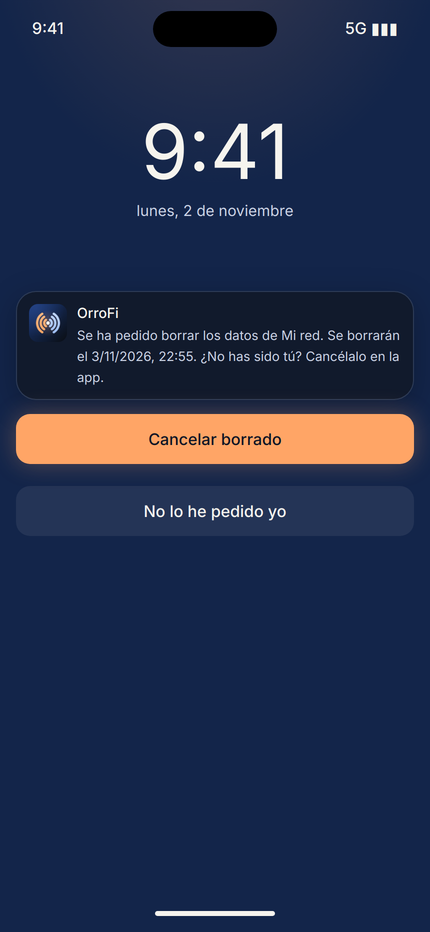 9:41
5G
9:41
lunes, 2 de noviembre
OrroFi
Se ha pedido borrar los datos de Mi red. Se borrarán
el 3/11/2026, 22:55. ¿No has sido tú? Cancélalo en la
app.
Cancelar borrado
No lo he pedido yo